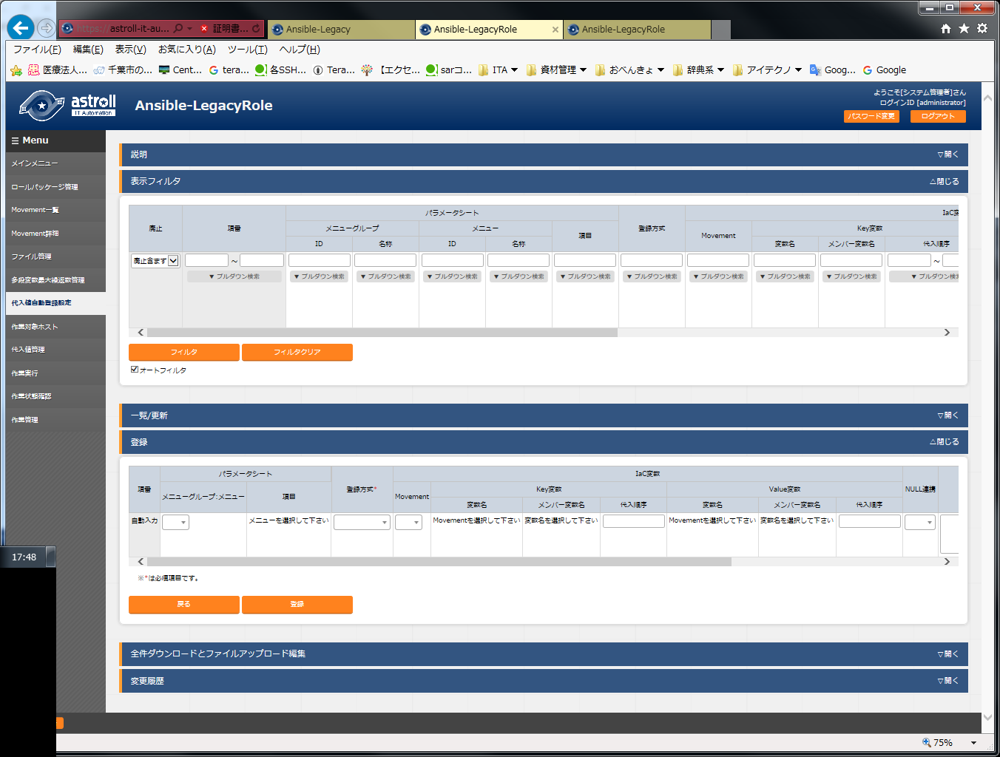 https://astroll-it-au...
証明書...
Ansible-Legacy
Ansible-LegacyRole
Ansible-LegacyRole
ファイル(F) 編集(E) 表示(V) お気に入り(A) ツール(T) ヘルプ(H)
医療法人... 千葉市の... Cent... tera... 各SSH... Tera... 【エクセ... sarコ... ITA 資材管理 おべんきょ 辞典系 アイテクノ Goog... Google
astroll
IT Automation
Ansible-LegacyRole
ようこそ[システム管理者]さん
ログインID [administrator]
パスワード変更 ログアウト
Menu
メインメニュー
ロールパッケージ管理
Movement一覧
Movement詳細
ファイル管理
多段変数最大繰返数管理
代入値自動登録設定
作業対象ホスト
代入値管理
作業実行
作業状態確認
作業管理
説明 ▽開く
表示フィルタ △閉じる
廃止 項番 パラメータシート 登録方式 IaC変
メニューグループ メニュー 項目 Movement Key変数
ID 名称 ID 名称 変数名 メンバー変数名 代入順序
廃止含まず ～ ～
▼ プルダウン検索 ▼ プルダウン検索 ▼ プルダウン検索 ▼ プルダウン検索 ▼ プルダウン検索 ▼ プルダウン検索 ▼ プルダウン検索 ▼ プルダウン検索 ▼ プルダウン検索 ▼ プルダウン検索 ▼ プルダウン検索
フィルタ フィルタクリア
オートフィルタ
一覧/更新 ▽開く
登録 △閉じる
項番 パラメータシート 登録方式* IaC変数 NULL連携
メニューグループ:メニュー 項目 Movement Key変数 Value変数
変数名 メンバー変数名 代入順序 変数名 メンバー変数名 代入順序
自動入力 メニューを選択して下さい Movementを選択して下さい 変数名を選択して下さい Movementを選択して下さい 変数名を選択して下さい
※*は必須項目です。
戻る 登録
全件ダウンロードとファイルアップロード編集 ▽開く
変更履歴 ▽開く
17:48
75%